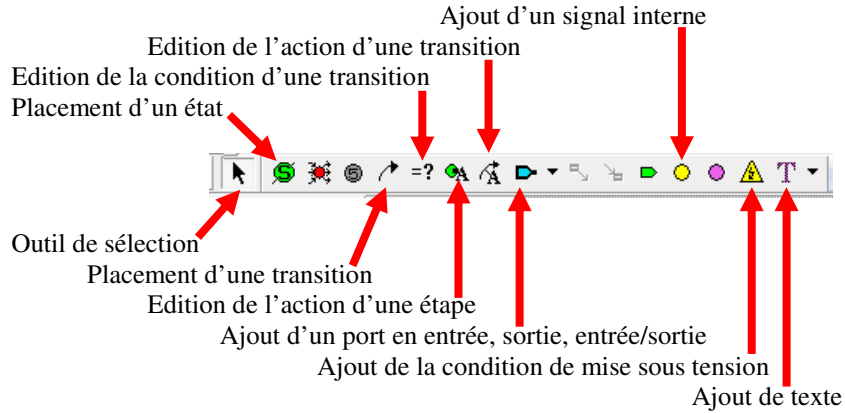 Ajout d'un signal interne
Edition de l'action d'une transition
Edition de la condition d'une transition
Placement d'un état
S 5 =? A A T
Outil de sélection
Placement d'une transition
Edition de l'action d'une étape
Ajout d'un port en entrée, sortie, entrée/sortie
Ajout de la condition de mise sous tension
Ajout de texte